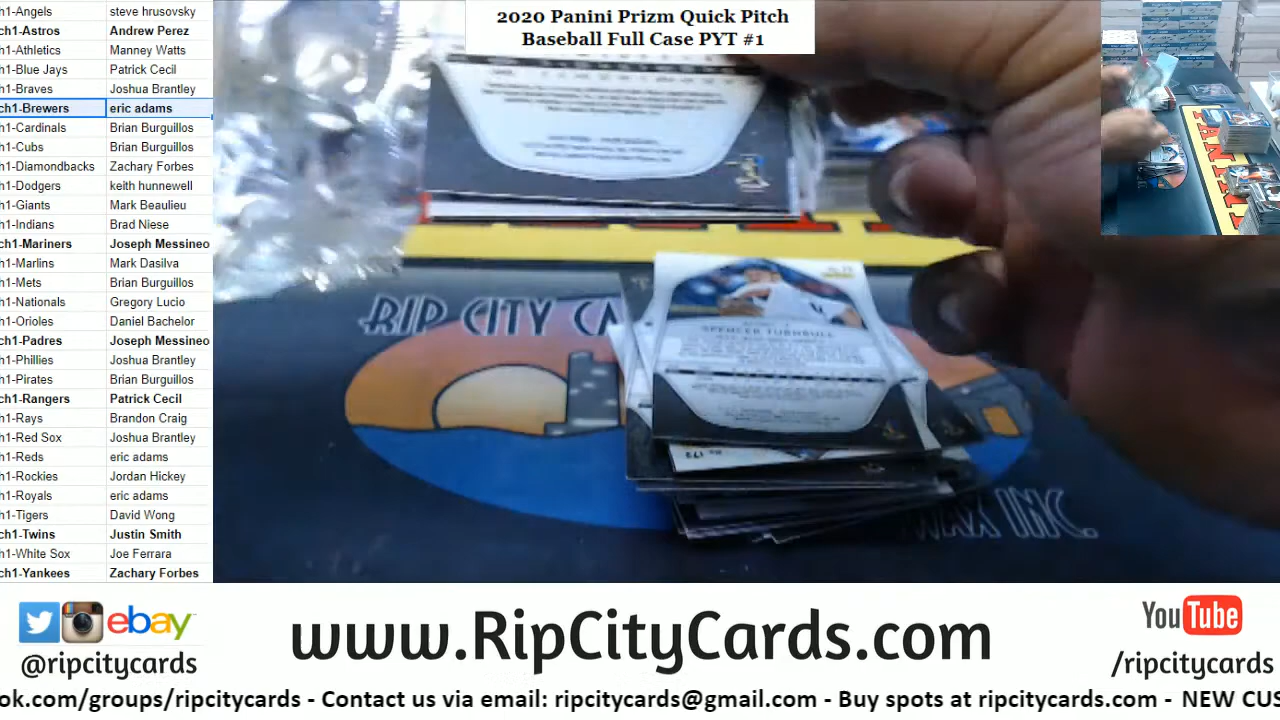 2020 Panini Prizm Quick Pitch
Baseball Full Case PYT #1
ch1-Angels steve hrusovsky
ch1-Astros Andrew Perez
ch1-Athletics Manney Watts
ch1-Blue Jays Patrick Cecil
ch1-Braves Joshua Brantley
ch1-Brewers eric adams
ch1-Cardinals Brian Burguillos
ch1-Cubs Brian Burguillos
ch1-Diamondbacks Zachary Forbes
ch1-Dodgers keith hunnewell
ch1-Giants Mark Beaulieu
ch1-Indians Brad Niese
ch1-Mariners Joseph Messineo
ch1-Marlins Mark Dasilva
ch1-Mets Brian Burguillos
ch1-Nationals Gregory Lucio
ch1-Orioles Daniel Bachelor
ch1-Padres Joseph Messineo
ch1-Phillies Joshua Brantley
ch1-Pirates Brian Burguillos
ch1-Rangers Patrick Cecil
ch1-Rays Brandon Craig
ch1-Red Sox Joshua Brantley
ch1-Reds eric adams
ch1-Rockies Jordan Hickey
ch1-Royals eric adams
ch1-Tigers David Wong
ch1-Twins Justin Smith
ch1-White Sox Joe Ferrara
ch1-Yankees Zachary Forbes
RIP CITY CA
SPENCER TURNBULL
WAX INC.
ebay
@ripcitycards
www.RipCityCards.com
YouTube
/ripcitycards
ok.com/groups/ripcitycards - Contact us via email: ripcitycards@gmail.com - Buy spots at ripcitycards.com - NEW CUS